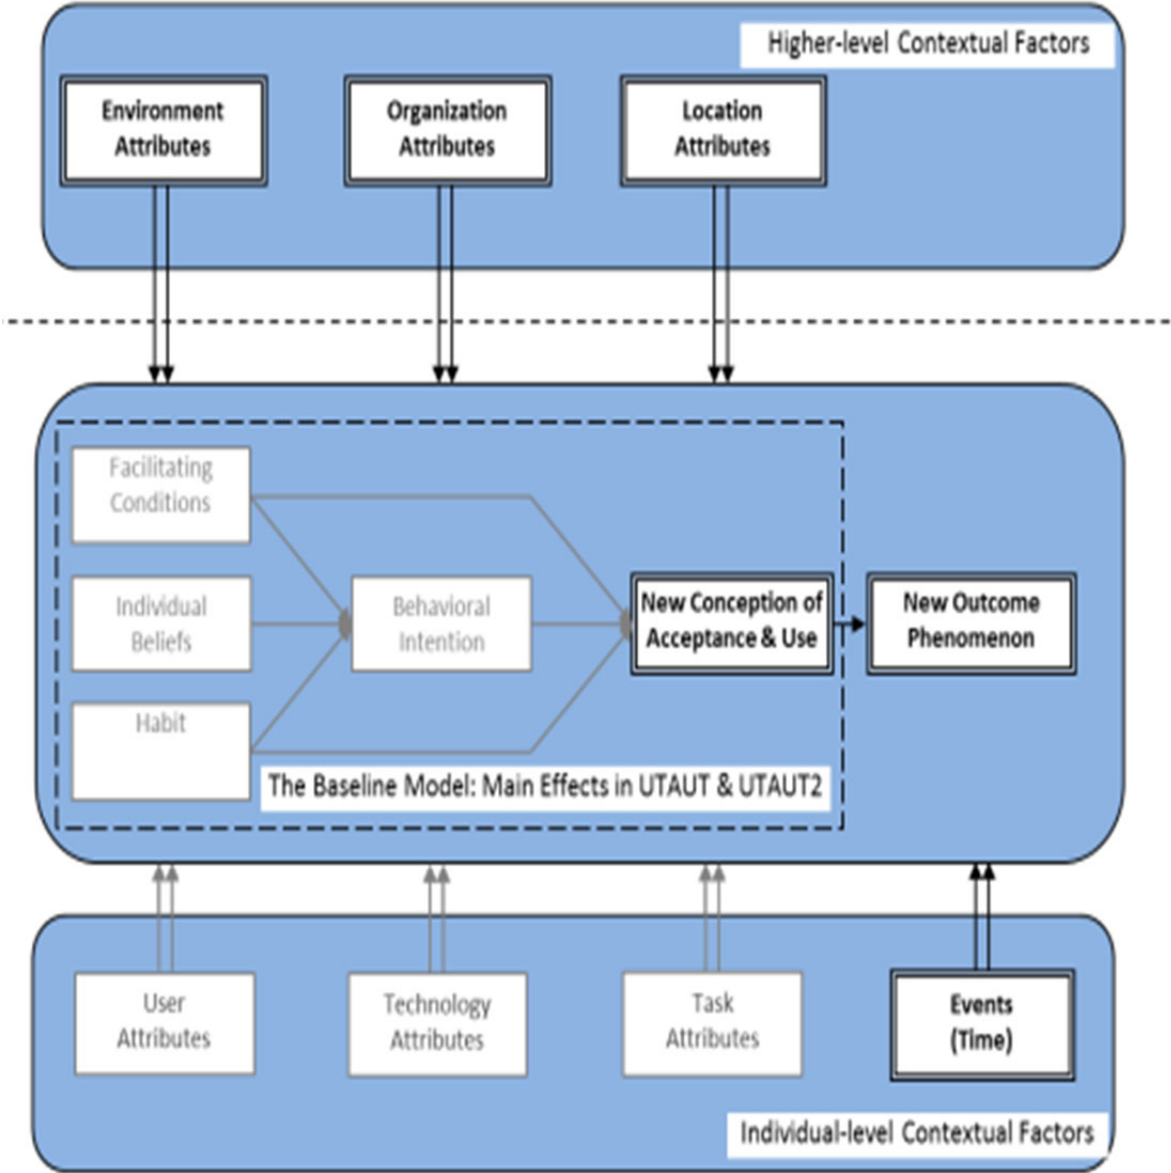 Higher-level Contextual Factors
Environment
Attributes
Organization
Attributes
Location
Attributes
Facilitating
Conditions
Individual
Beliefs
Habit
Behavioral
Intention
New Conception of
Acceptance & Use
New Outcome
Phenomenon
The Baseline Model: Main Effects in UTAUT & UTAUT2
User
Attributes
Technology
Attributes
Task
Attributes
Events
(Time)
Individual-level Contextual Factors